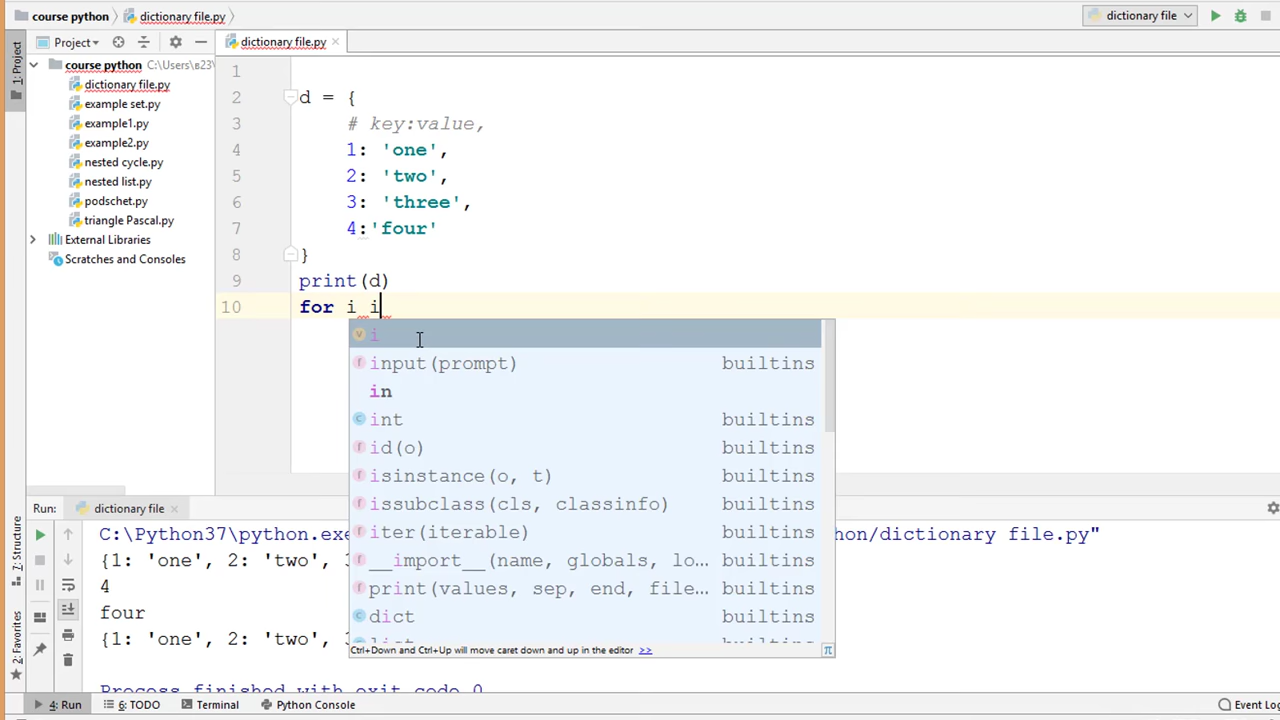 course python
dictionary file.py
dictionary file
Project
dictionary file.py
1: Project
course python C:\Users\в23\
dictionary file.py
example set.py
example1.py
example2.py
nested cycle.py
nested list.py
podschet.py
triangle Pascal.py
External Libraries
Scratches and Consoles
1
2 d = {
3 # key:value,
4 1: 'one',
5 2: 'two',
6 3: 'three',
7 4:'four'
8 }
9 print(d)
10 for i i
i
input(prompt) builtins
in
int builtins
id(o) builtins
isinstance(o, t) builtins
issubclass(cls, classinfo) builtins
iter(iterable) builtins
__import__(name, globals, lo... builtins
print(values, sep, end, file... builtins
dict builtins
Ctrl+Down and Ctrl+Up will move caret down and up in the editor >>
π
Run: dictionary file
C:\Python37\python.exe hon/dictionary file.py"
{1: 'one', 2: 'two',
4
four
{1: 'one', 2: 'two',
Process finished with exit code 0
7: Structure
2: Favorites
4: Run
6: TODO
Terminal
Python Console
Event Log